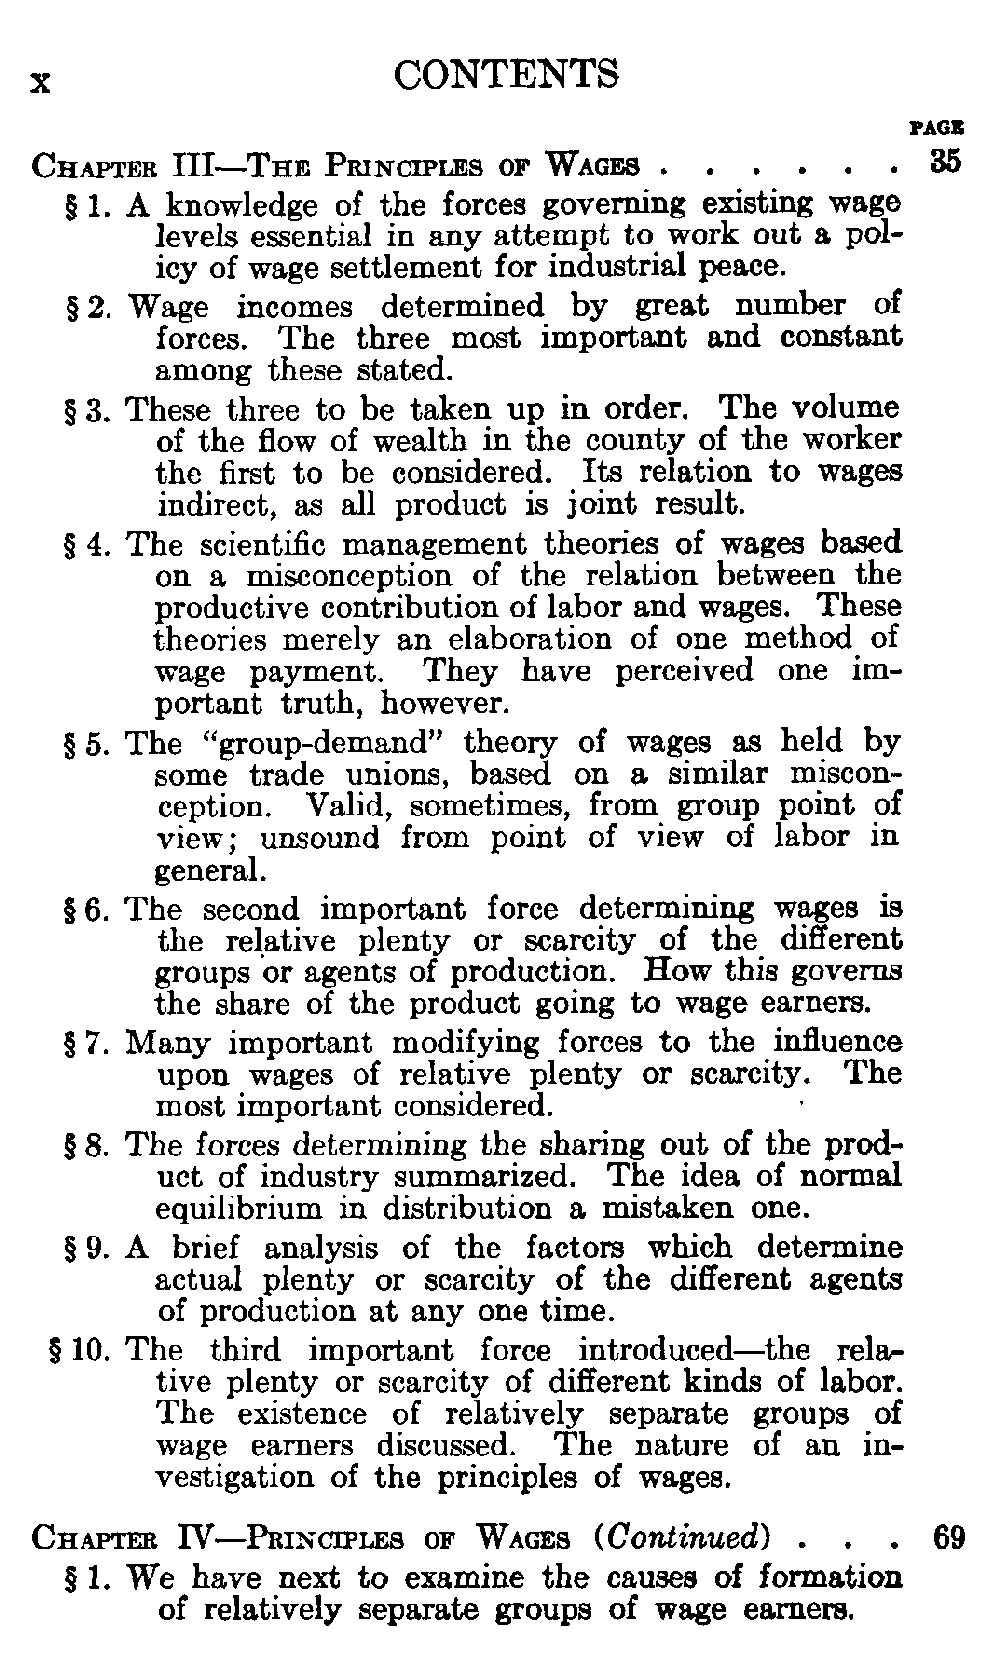 x CONTENTS
PAGE
CHAPTER III—THE PRINCIPLES OF WAGES . . . . . . 35
§ 1. A knowledge of the forces governing existing wage
levels essential in any attempt to work out a pol-
icy of wage settlement for industrial peace.
§ 2. Wage incomes determined by great number of
forces. The three most important and constant
among these stated.
§ 3. These three to be taken up in order. The volume
of the flow of wealth in the county of the worker
the first to be considered. Its relation to wages
indirect, as all product is joint result.
§ 4. The scientific management theories of wages based
on a misconception of the relation between the
productive contribution of labor and wages. These
theories merely an elaboration of one method of
wage payment. They have perceived one im-
portant truth, however.
§ 5. The “group-demand” theory of wages as held by
some trade unions, based on a similar miscon-
ception. Valid, sometimes, from group point of
view; unsound from point of view of labor in
general.
§ 6. The second important force determining wages is
the relative plenty or scarcity of the different
groups or agents of production. How this governs
the share of the product going to wage earners.
§ 7. Many important modifying forces to the influence
upon wages of relative plenty or scarcity. The
most important considered.
§ 8. The forces determining the sharing out of the prod-
uct of industry summarized. The idea of normal
equilibrium in distribution a mistaken one.
§ 9. A brief analysis of the factors which determine
actual plenty or scarcity of the different agents
of production at any one time.
§ 10. The third important force introduced—the rela-
tive plenty or scarcity of different kinds of labor.
The existence of relatively separate groups of
wage earners discussed. The nature of an in-
vestigation of the principles of wages.
CHAPTER IV—PRINCIPLES OF WAGES (Continued) . . . 69
§ 1. We have next to examine the causes of formation
of relatively separate groups of wage earners.